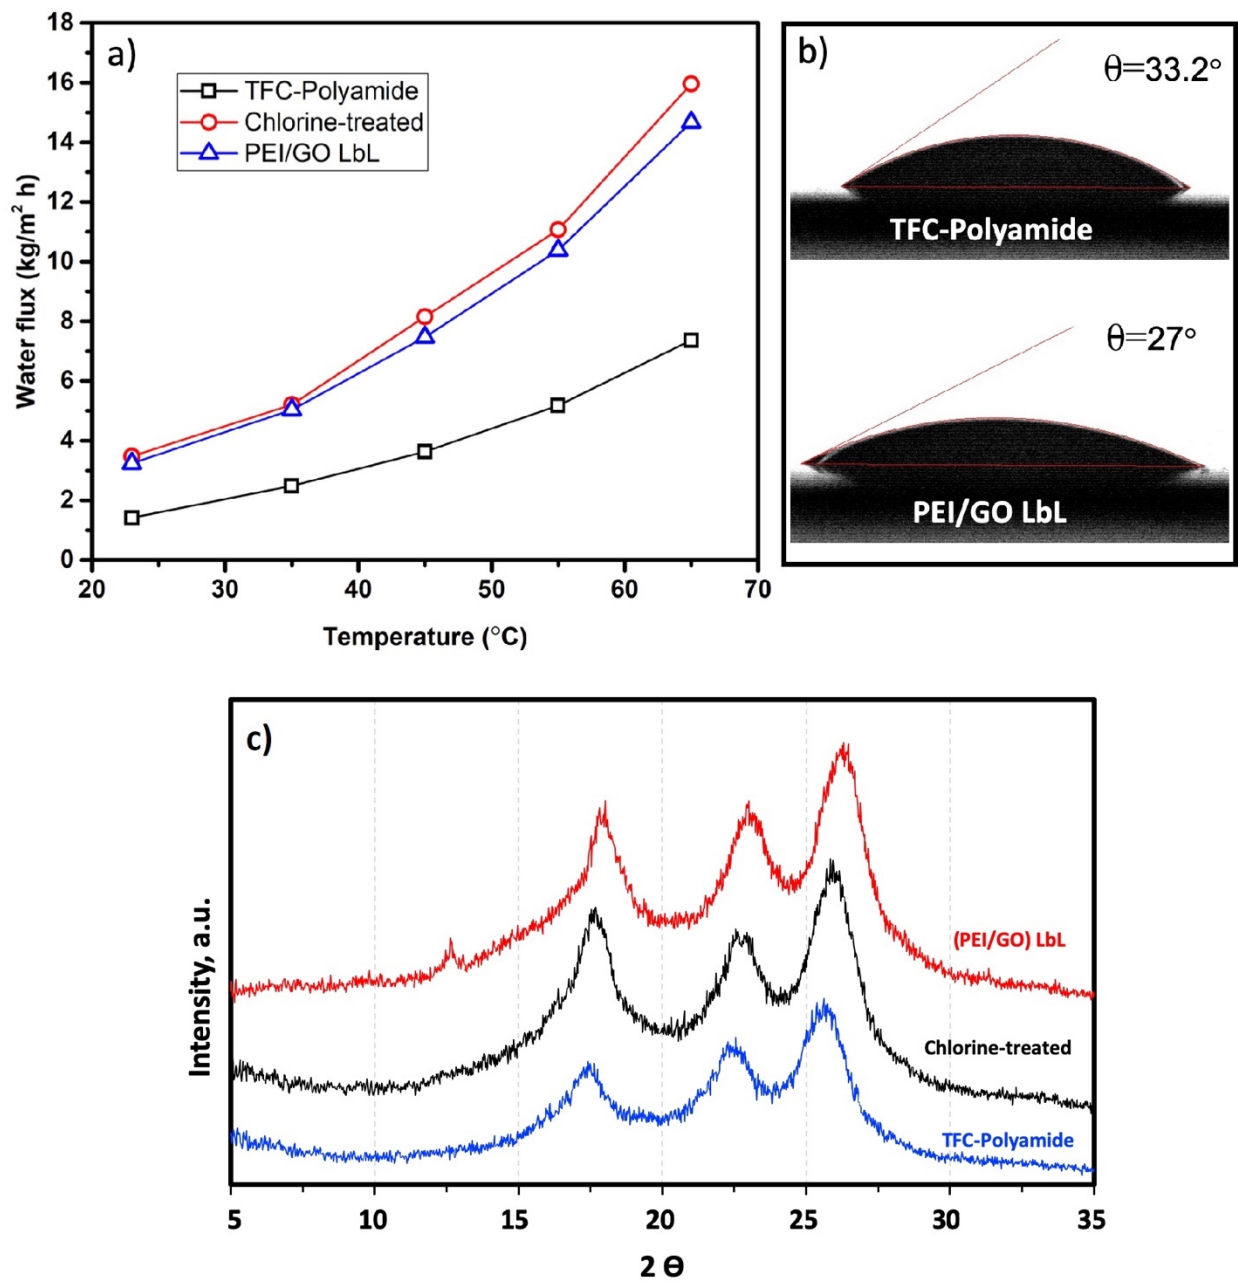 a)
TFC-Polyamide
Chlorine-treated
PEI/GO LbL
18
16
14
12
10
8
6
4
2
0
Water flux (kg/m² h)
20 30 40 50 60 70
Temperature (°C)
b)
θ=33.2°
TFC-Polyamide
θ=27°
PEI/GO LbL
c)
(PEI/GO) LbL
Chlorine-treated
TFC-Polyamide
Intensity, a.u.
5 10 15 20 25 30 35
2 Θ